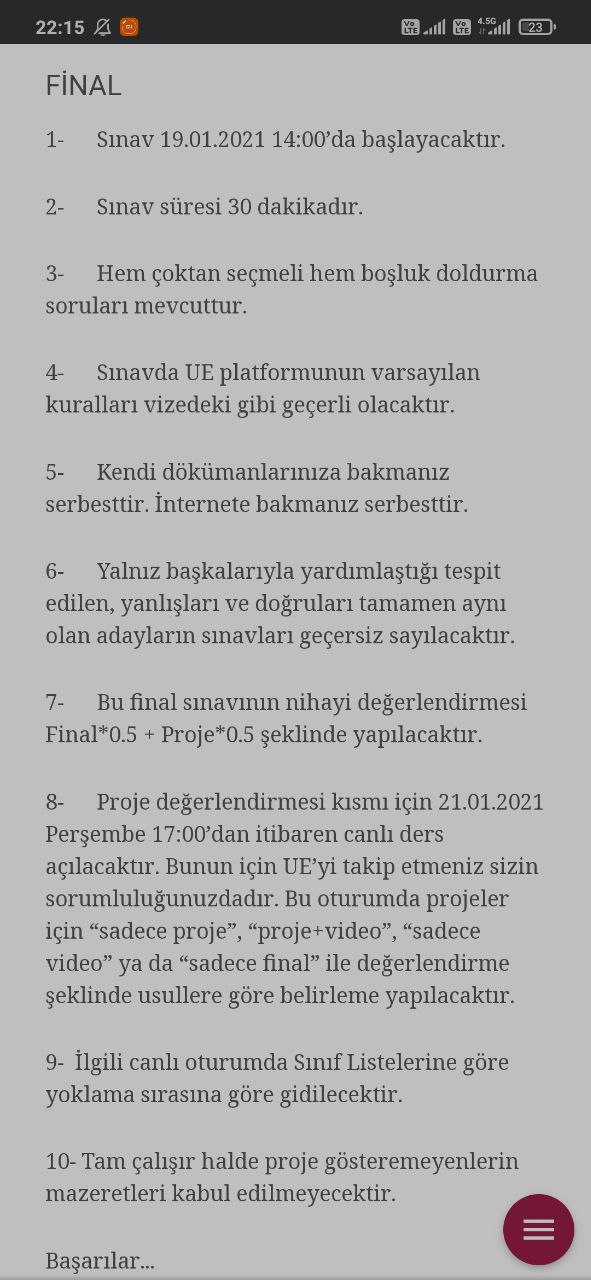 22:15
Vo LTE
Vo LTE
4.5G
23
FİNAL
1- Sınav 19.01.2021 14:00’da başlayacaktır.
2- Sınav süresi 30 dakikadır.
3- Hem çoktan seçmeli hem boşluk doldurma
soruları mevcuttur.
4- Sınavda UE platformunun varsayılan
kuralları vizedeki gibi geçerli olacaktır.
5- Kendi dökümanlarınıza bakmanız
serbesttir. İnternete bakmanız serbesttir.
6- Yalnız başkalarıyla yardımlaştığı tespit
edilen, yanlışları ve doğruları tamamen aynı
olan adayların sınavları geçersiz sayılacaktır.
7- Bu final sınavının nihayi değerlendirmesi
Final*0.5 + Proje*0.5 şeklinde yapılacaktır.
8- Proje değerlendirmesi kısmı için 21.01.2021
Perşembe 17:00’dan itibaren canlı ders
açılacaktır. Bunun için UE’yi takip etmeniz sizin
sorumluluğunuzdadır. Bu oturumda projeler
için “sadece proje”, “proje+video”, “sadece
video” ya da “sadece final” ile değerlendirme
şeklinde usullere göre belirleme yapılacaktır.
9- İlgili canlı oturumda Sınıf Listelerine göre
yoklama sırasına göre gidilecektir.
10- Tam çalışır halde proje gösteremeyenlerin
mazeretleri kabul edilmeyecektir.
Başarılar...